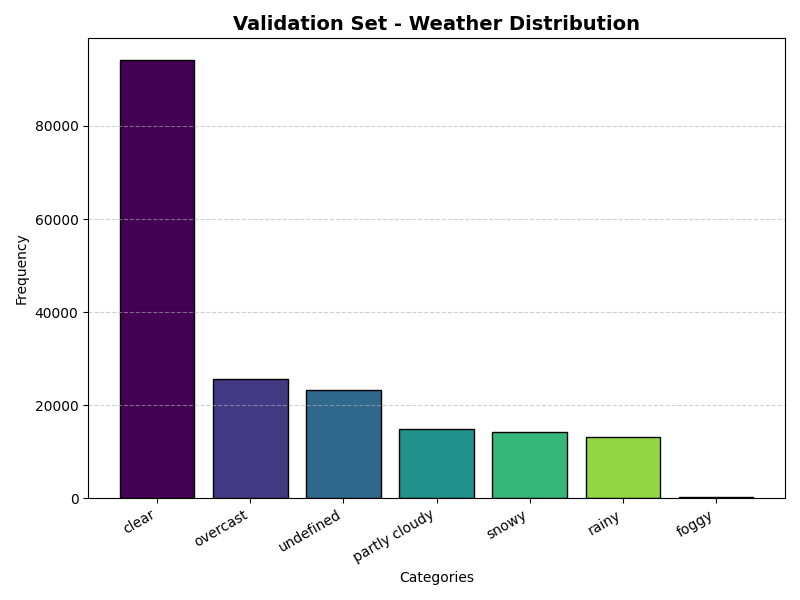 Validation Set - Weather Distribution
Frequency
80000
60000
40000
20000
0
clear
overcast
undefined
partly cloudy
snowy
rainy
foggy
Categories